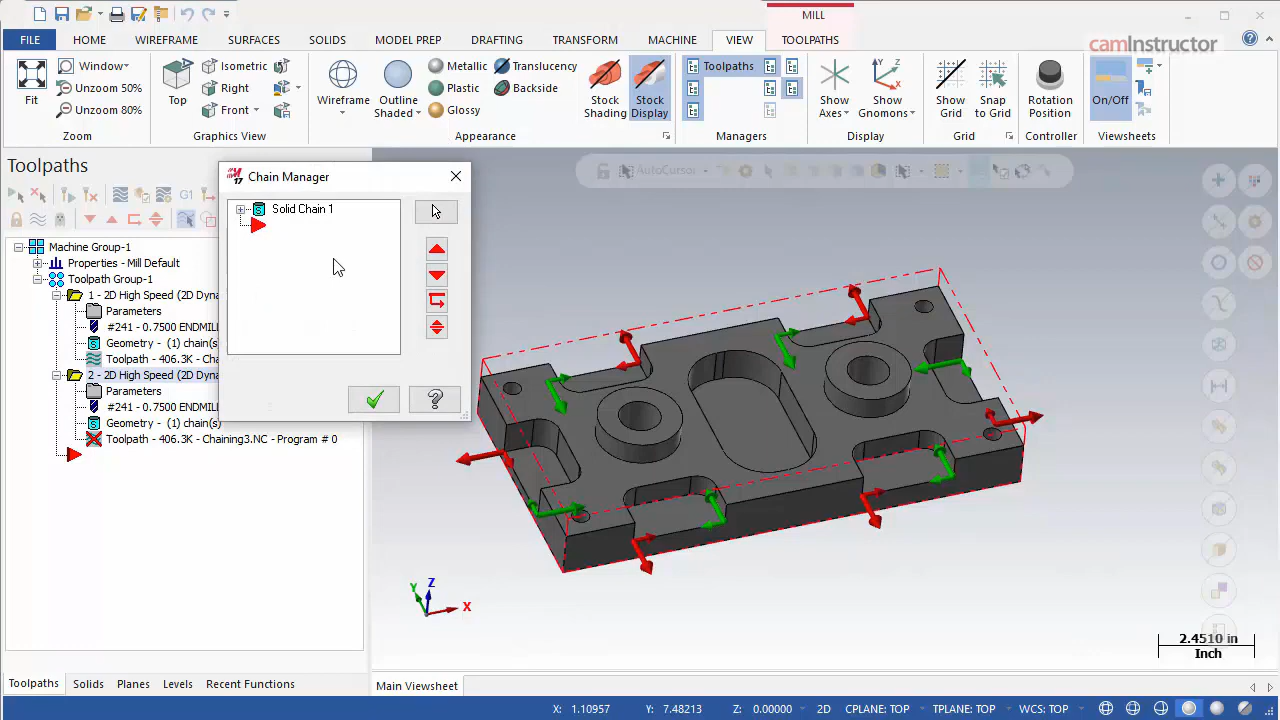 MILL
FILE HOME WIREFRAME SURFACES SOLIDS MODEL PREP DRAFTING TRANSFORM MACHINE VIEW TOOLPATHS
camInstructor
Fit
Window
Unzoom 50%
Unzoom 80%
Zoom
Top
Isometric
Right
Front
Graphics View
Wireframe
Outline
Shaded
Metallic
Plastic
Glossy
Translucency
Backside
Appearance
Stock
Shading
Stock
Display
Toolpaths
Managers
Show
Axes
Show
Gnomons
Display
Show
Grid
Snap
to Grid
Grid
Rotation
Position
Controller
On/Off
Viewsheets
Toolpaths
G1
Machine Group-1
Properties - Mill Default
Toolpath Group-1
1 - 2D High Speed (2D Dyna
Parameters
#241 - 0.7500 ENDMILL
Geometry - (1) chain(s)
Toolpath - 406.3K - Chai
2 - 2D High Speed (2D Dyna
Parameters
#241 - 0.7500 ENDMILL
Geometry - (1) chain(s)
Toolpath - 406.3K - Chaining3.NC - Program # 0
17 Chain Manager
Solid Chain 1
?
AutoCursor
Y Z
X
2.4510 in
Inch
Toolpaths Solids Planes Levels Recent Functions
Main Viewsheet
X: 1.10957 Y: 7.48213 Z: 0.00000 2D CPLANE: TOP TPLANE: TOP WCS: TOP